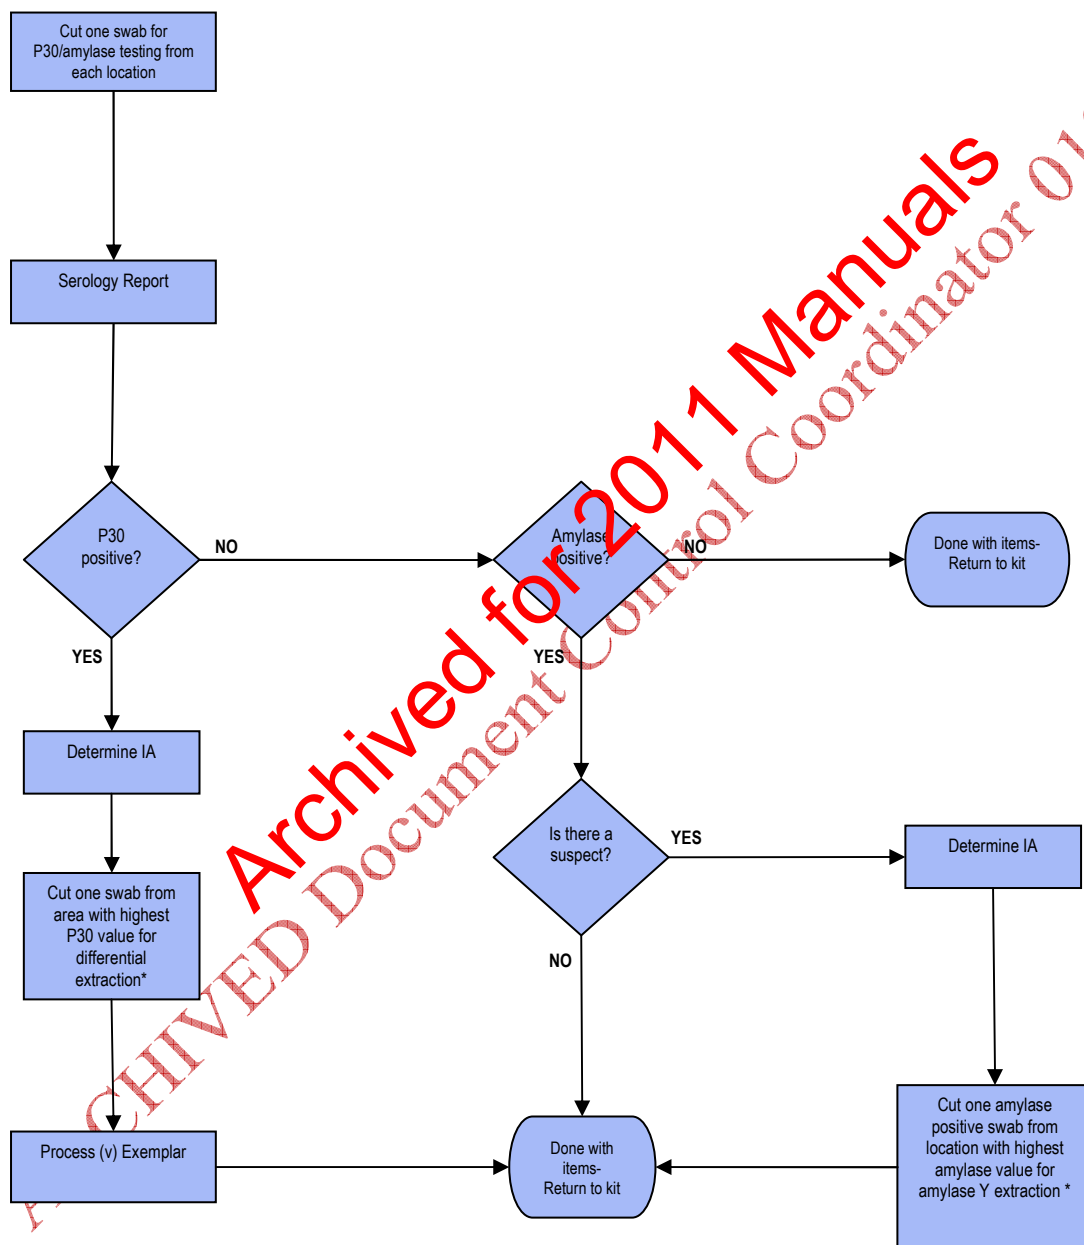 Cut one swab for
P30/amylase testing from
each location
Serology Report
P30
positive?
NO
Amylase
positive?
NO
Done with items-
Return to kit
YES
YES
Determine IA
Is there a
suspect?
YES
Determine IA
Cut one swab from
area with highest
P30 value for
differential
extraction*
NO
Cut one amylase
positive swab from
location with highest
amylase value for
amylase Y extraction *
Process (v) Exemplar
Done with
items-
Return to kit
Archived for 2011 Manuals
CHIVED Document Control Coordinator